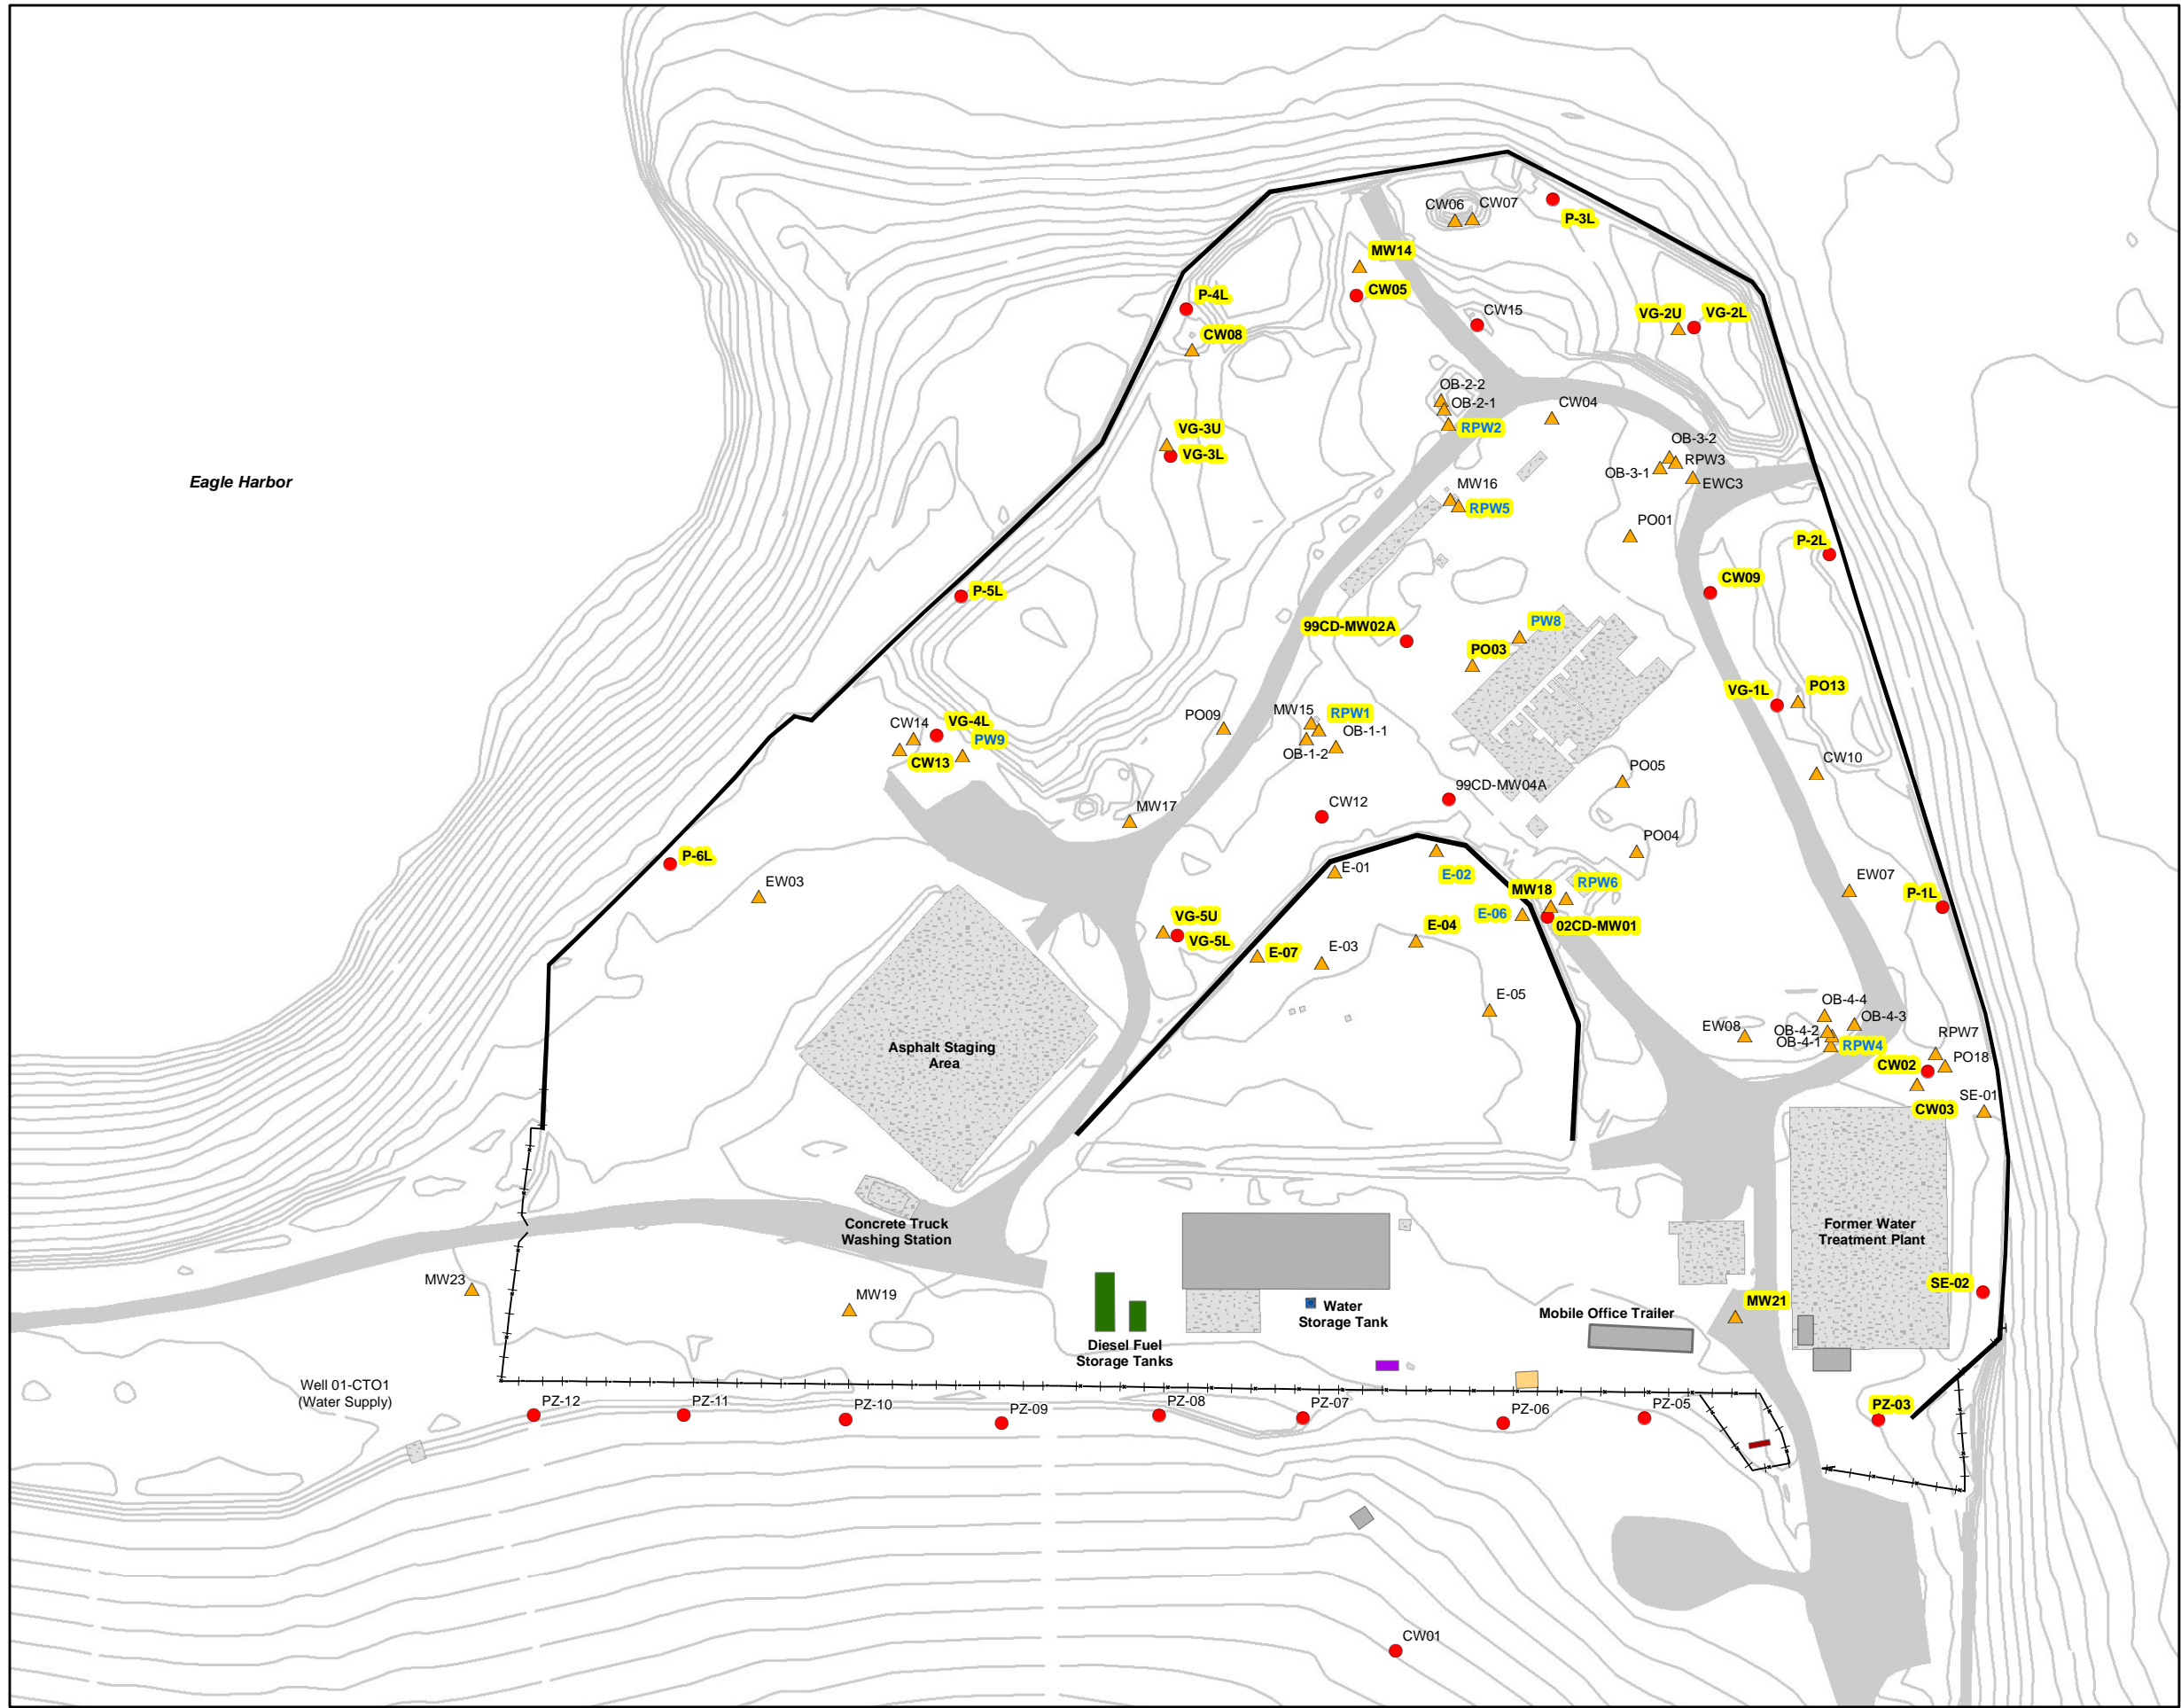 CW06
CW07
P-3L
MW14
CW05
P-4L
CW15
VG-2U
VG-2L
CW08
OB-2-2
OB-2-1
CW04
RPW2
VG-3U
VG-3L
OB-3-2
RPW3
OB-3-1
EWC3
Eagle Harbor
MW16
RPW5
PO01
P-2L
CW09
P-5L
99CD-MW02A
PW8
PO03
VG-1L
PO13
CW14
VG-4L
PW9
CW13
PO09
MW15
RPW1
OB-1-1
OB-1-2
CW10
PO05
99CD-MW04A
CW12
MW17
PO04
P-6L
EW03
E-01
E-02
MW18
RPW6
EW07
P-1L
E-06
02CD-MW01
VG-5U
VG-5L
E-04
E-07
E-03
E-05
OB-4-4
OB-4-3
EW08
OB-4-2
OB-4-1
RPW4
RPW7
PO18
CW02
SE-01
CW03
Asphalt Staging
Area
Concrete Truck
Washing Station
Former Water
Treatment Plant
MW23
MW19
SE-02
MW21
Water
Storage Tank
Mobile Office Trailer
Diesel Fuel
Storage Tanks
Well 01-CTO1
(Water Supply)
PZ-12
PZ-11
PZ-10
PZ-09
PZ-08
PZ-07
PZ-06
PZ-05
PZ-03
CW01